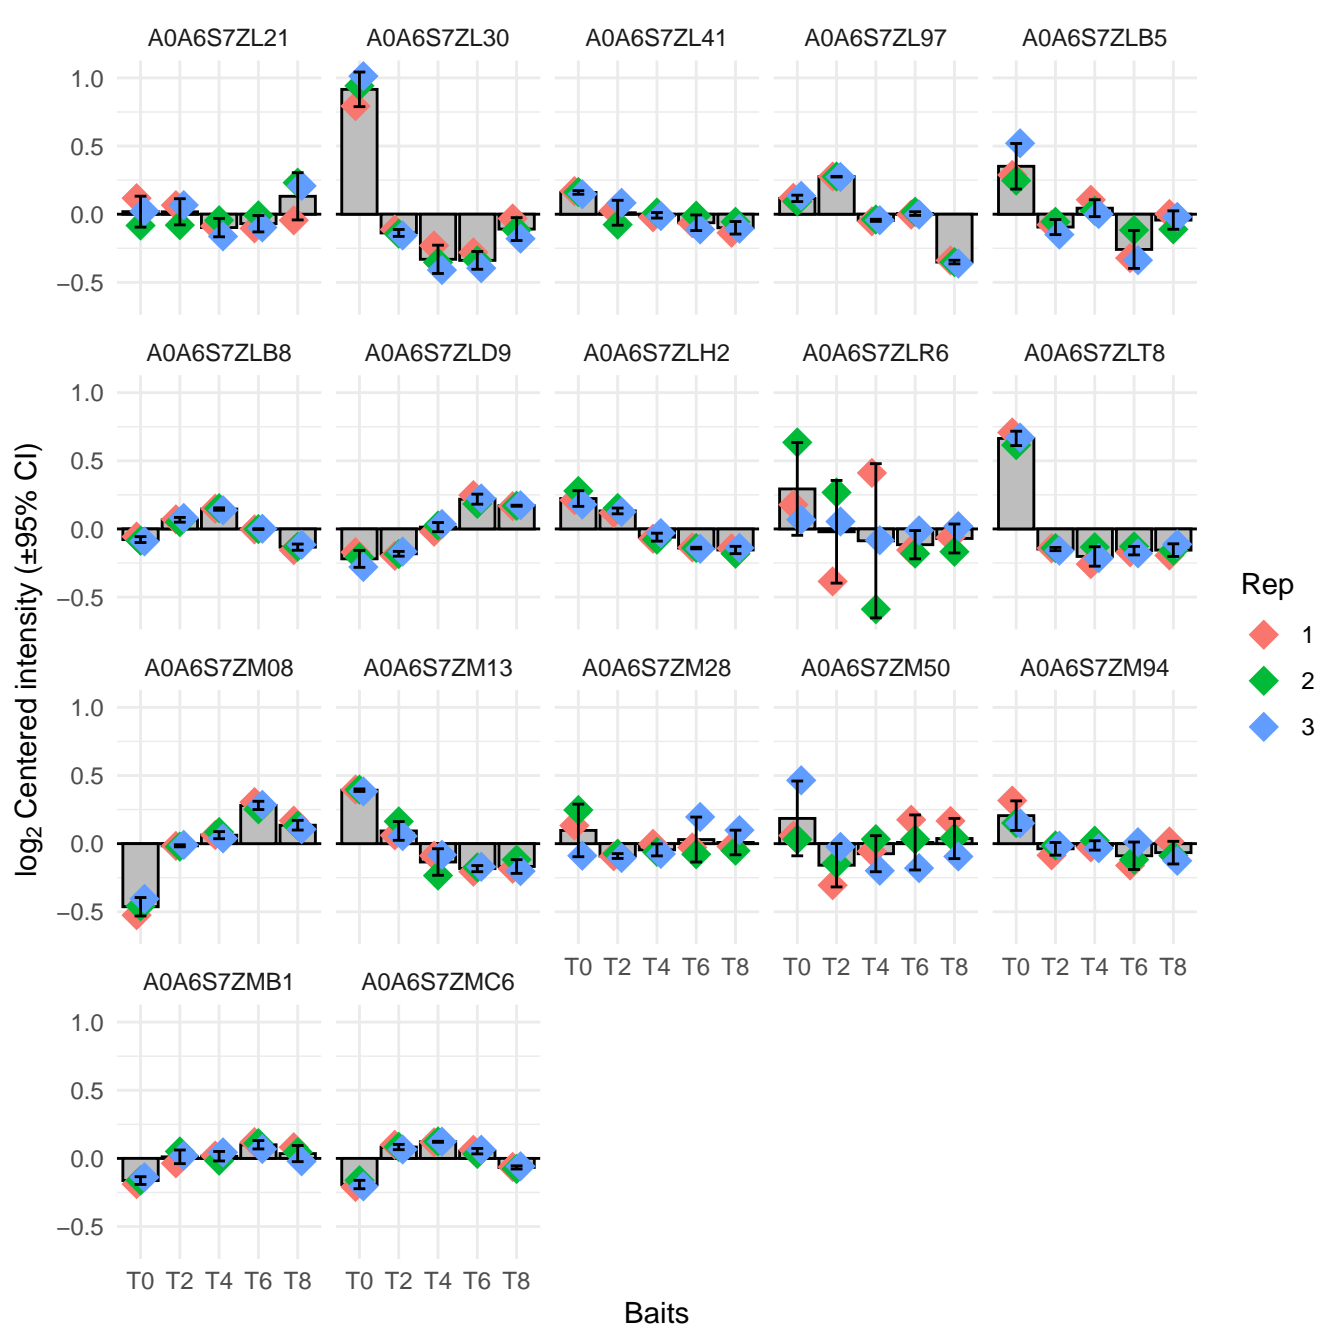 A0A6S7ZL21 A0A6S7ZL30 A0A6S7ZL41 A0A6S7ZL97 A0A6S7ZLB5
1.0
0.5
0.0
−0.5
A0A6S7ZLB8 A0A6S7ZLD9 A0A6S7ZLH2 A0A6S7ZLR6 A0A6S7ZLT8
1.0
0.5
0.0
−0.5
A0A6S7ZM08 A0A6S7ZM13 A0A6S7ZM28 A0A6S7ZM50 A0A6S7ZM94
1.0
0.5
0.0
−0.5
T0 T2 T4 T6 T8 T0 T2 T4 T6 T8 T0 T2 T4 T6 T8
A0A6S7ZMB1 A0A6S7ZMC6
1.0
0.5
0.0
−0.5
T0 T2 T4 T6 T8 T0 T2 T4 T6 T8
Baits
log₂ Centered intensity (±95% CI)
Rep
1
2
3